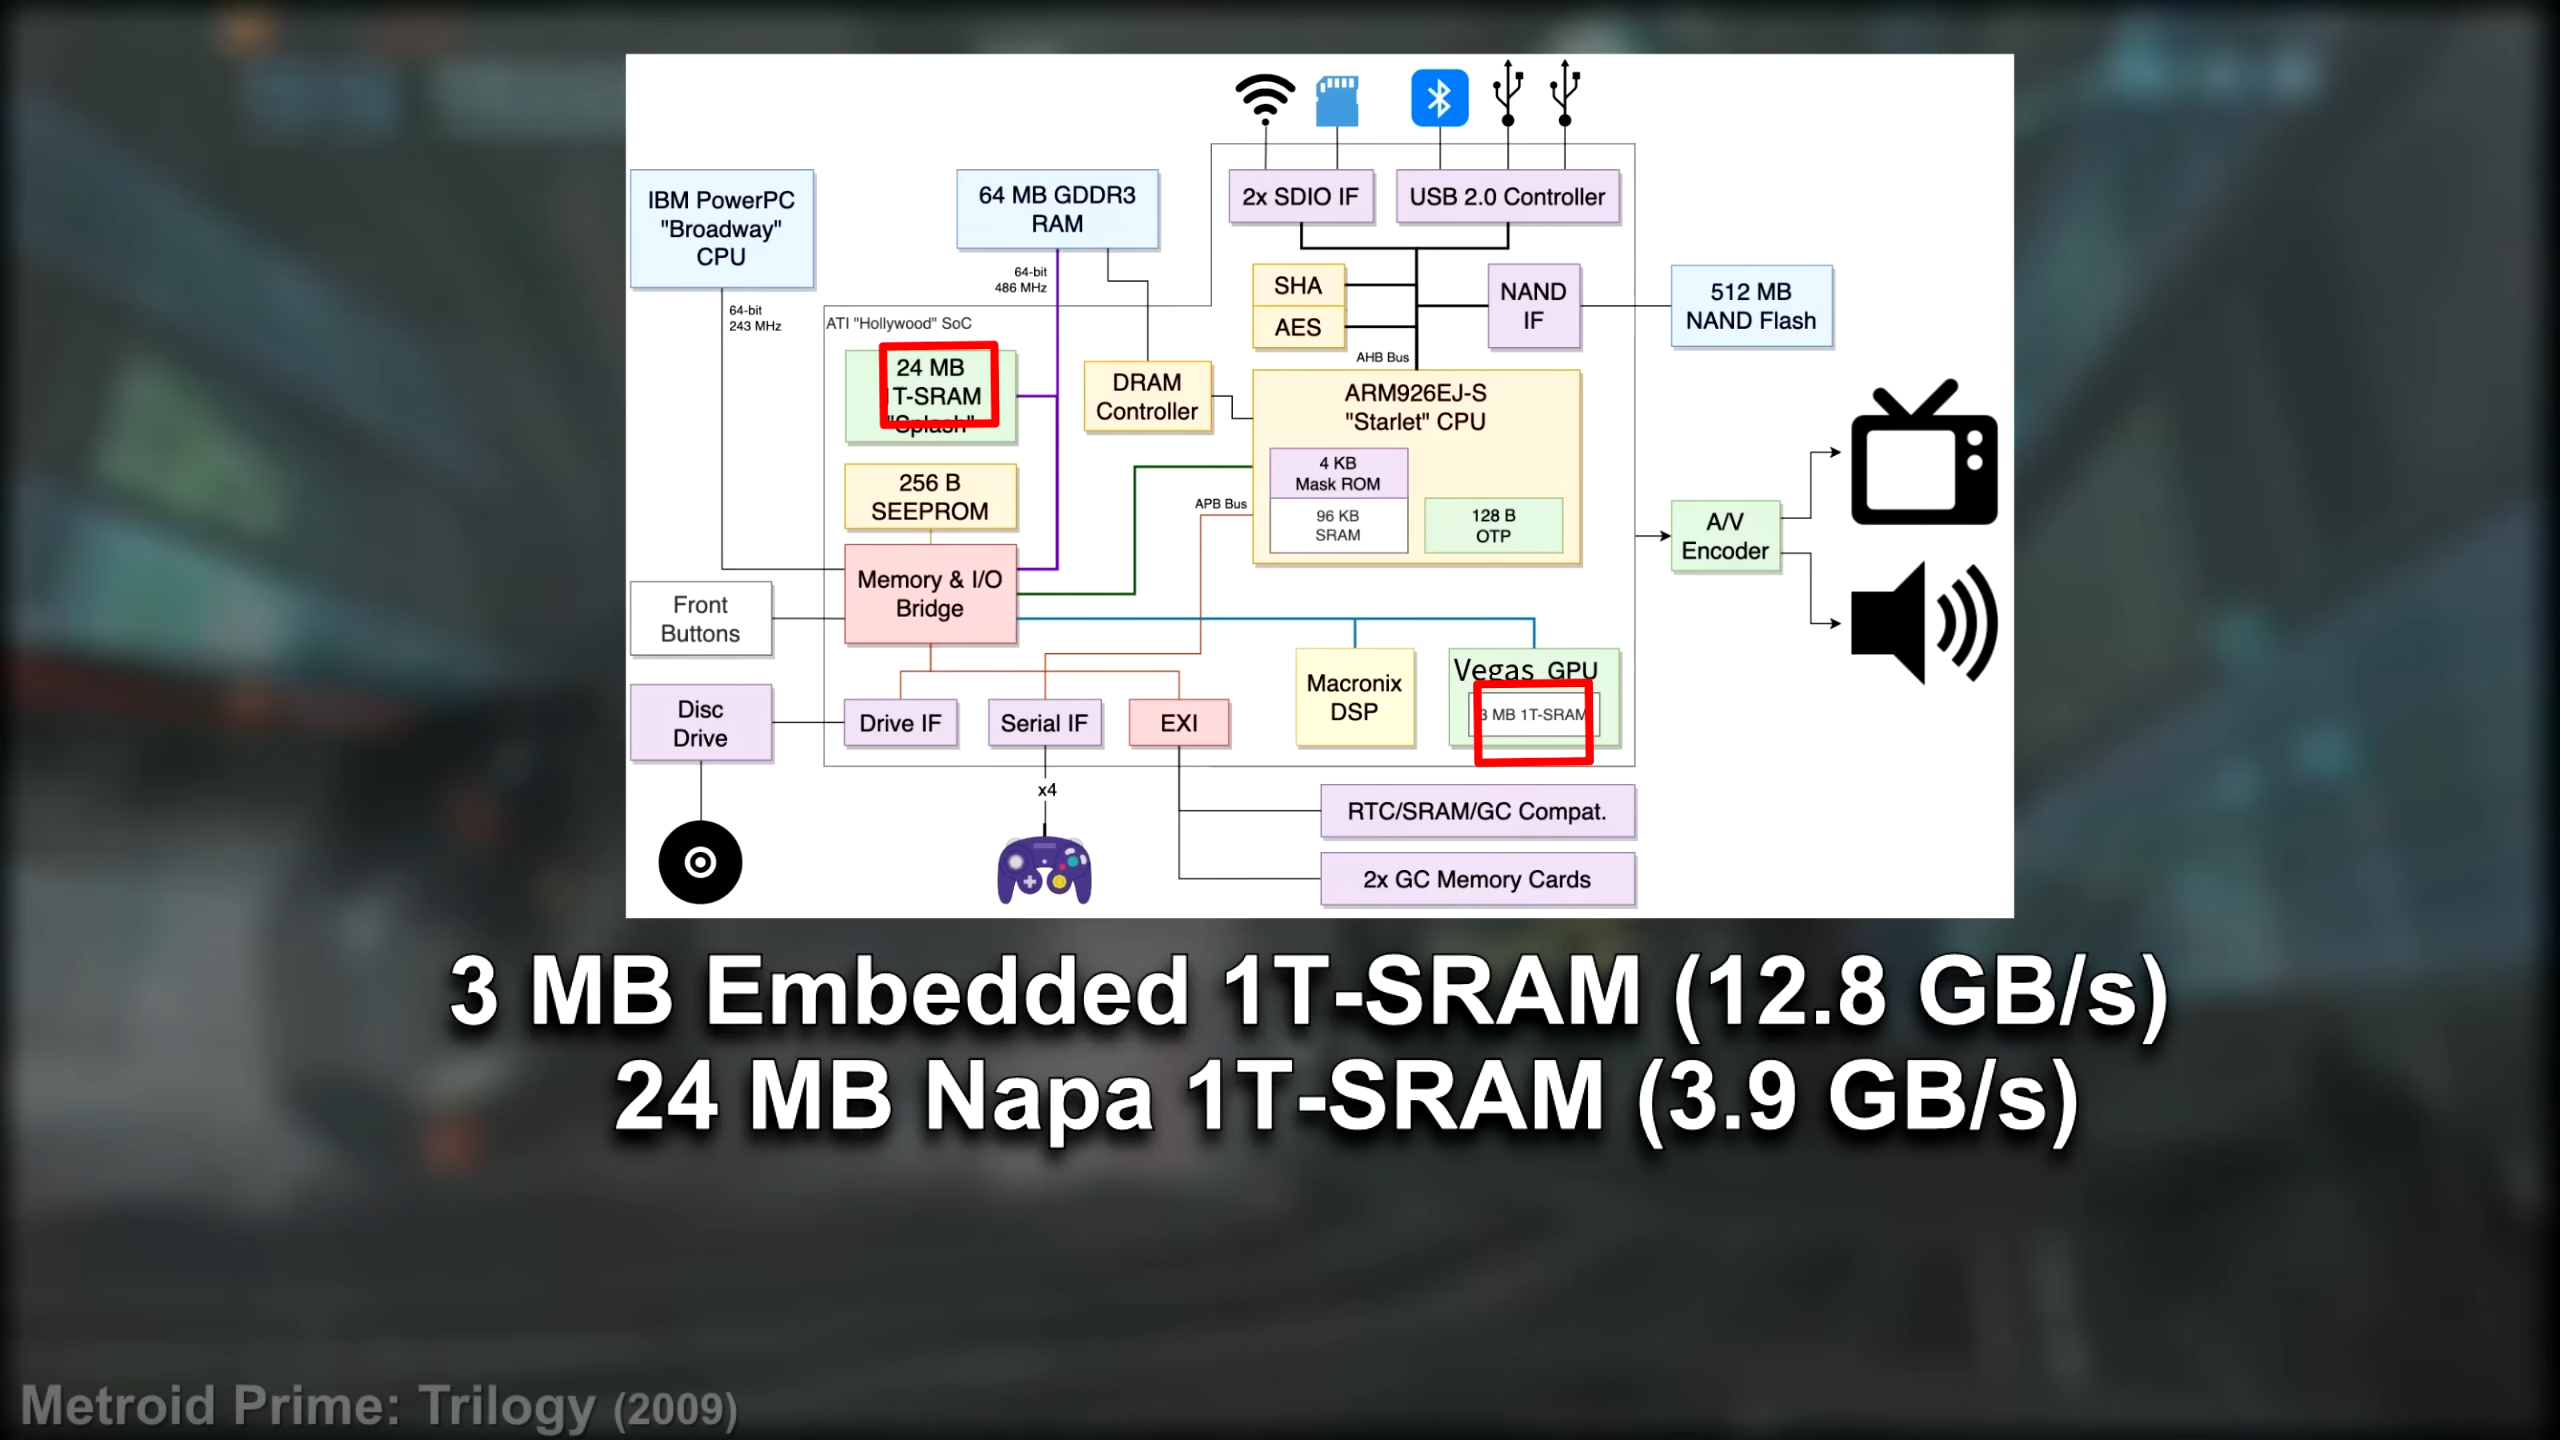 IBM PowerPC
"Broadway"
CPU
64 MB GDDR3
RAM
2x SDIO IF
USB 2.0 Controller
64-bit
486 MHz
64-bit
243 MHz
SHA
AES
NAND
IF
512 MB
NAND Flash
ATI "Hollywood" SoC
AHB Bus
24 MB
1T-SRAM
"Splash"
DRAM
Controller
ARM926EJ-S
"Starlet" CPU
4 KB
Mask ROM
96 KB
SRAM
128 B
OTP
256 B
SEEPROM
APB Bus
A/V
Encoder
Memory & I/O
Bridge
Front
Buttons
Macronix
DSP
Vegas GPU
3 MB 1T-SRAM
Disc
Drive
Drive IF
Serial IF
EXI
x4
RTC/SRAM/GC Compat.
2x GC Memory Cards
3 MB Embedded 1T-SRAM (12.8 GB/s)
24 MB Napa 1T-SRAM (3.9 GB/s)
Metroid Prime: Trilogy (2009)